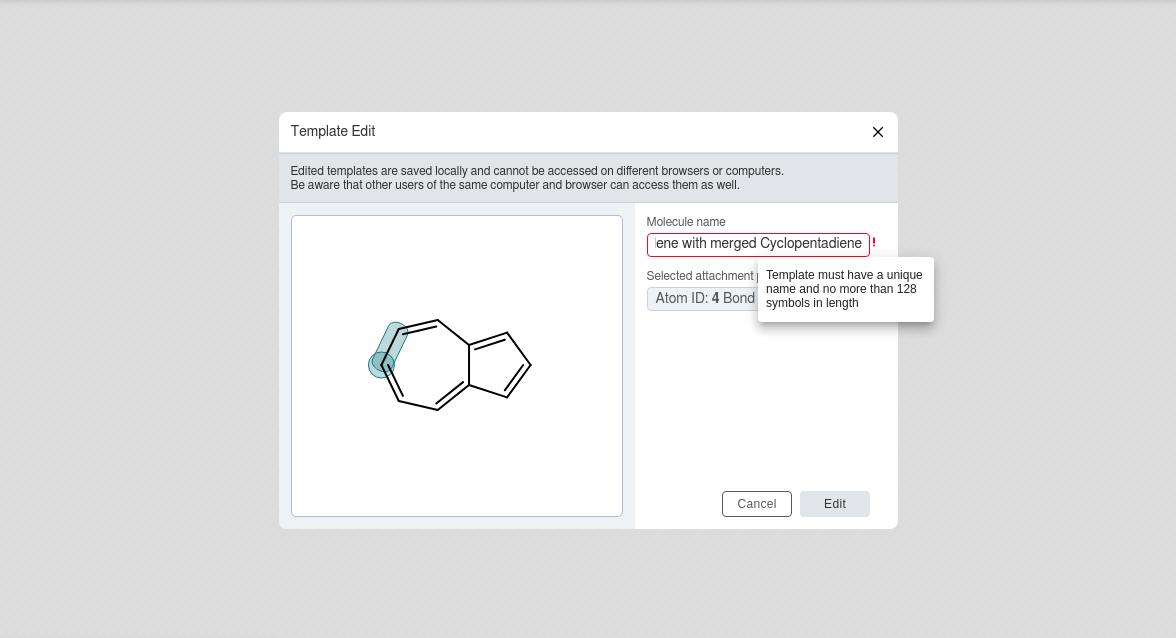 Template Edit
Edited templates are saved locally and cannot be accessed on different browsers or computers.
Be aware that other users of the same computer and browser can access them as well.
Molecule name
ene with merged Cyclopentadiene
!
Selected attachment
Template must have a unique
name and no more than 128
symbols in length
Atom ID: 4 Bond
Cancel
Edit